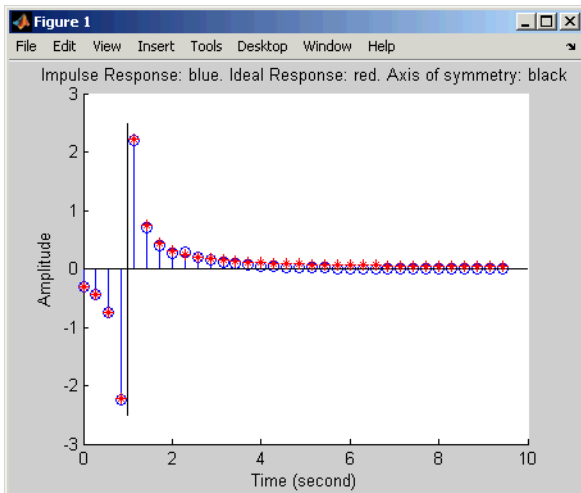 Figure 1
File Edit View Insert Tools Desktop Window Help
Impulse Response: blue. Ideal Response: red. Axis of symmetry: black
3
2
1
0
-1
-2
-3
Amplitude
0 2 4 6 8 10
Time (second)